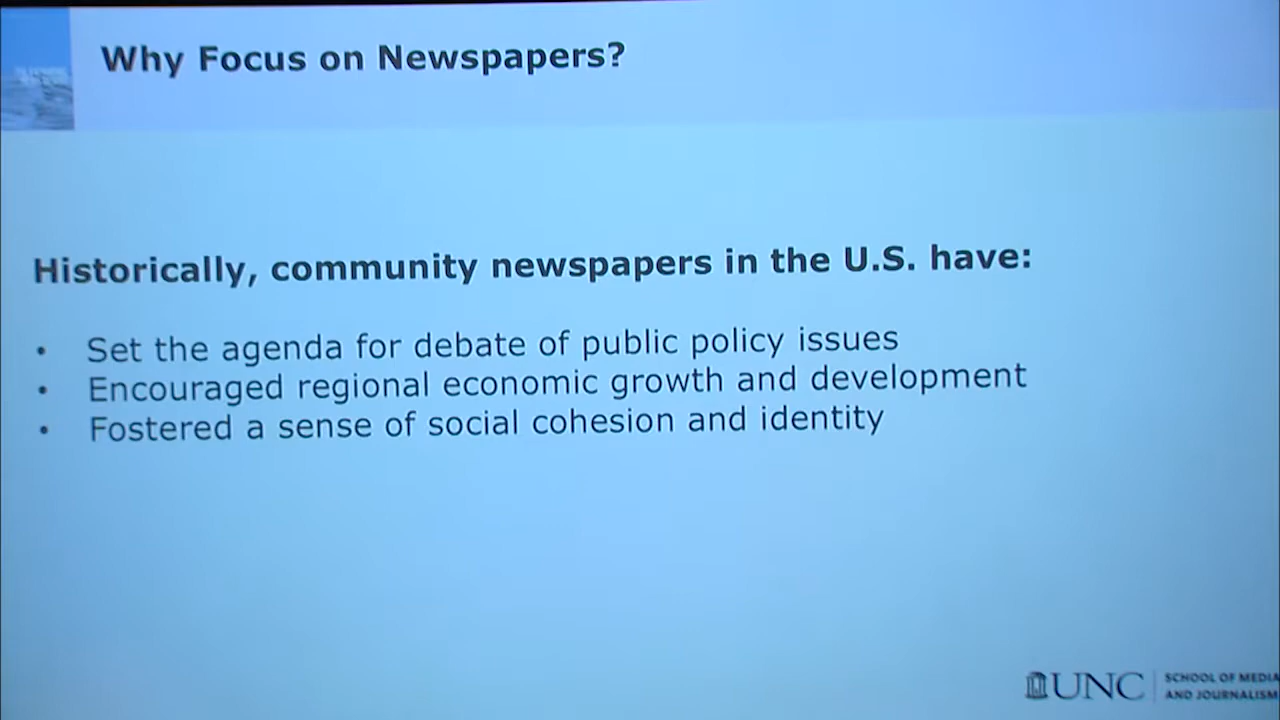 Why Focus on Newspapers?
Historically, community newspapers in the U.S. have:
• Set the agenda for debate of public policy issues
• Encouraged regional economic growth and development
• Fostered a sense of social cohesion and identity
UNC
SCHOOL OF MEDIA
AND JOURNALISM